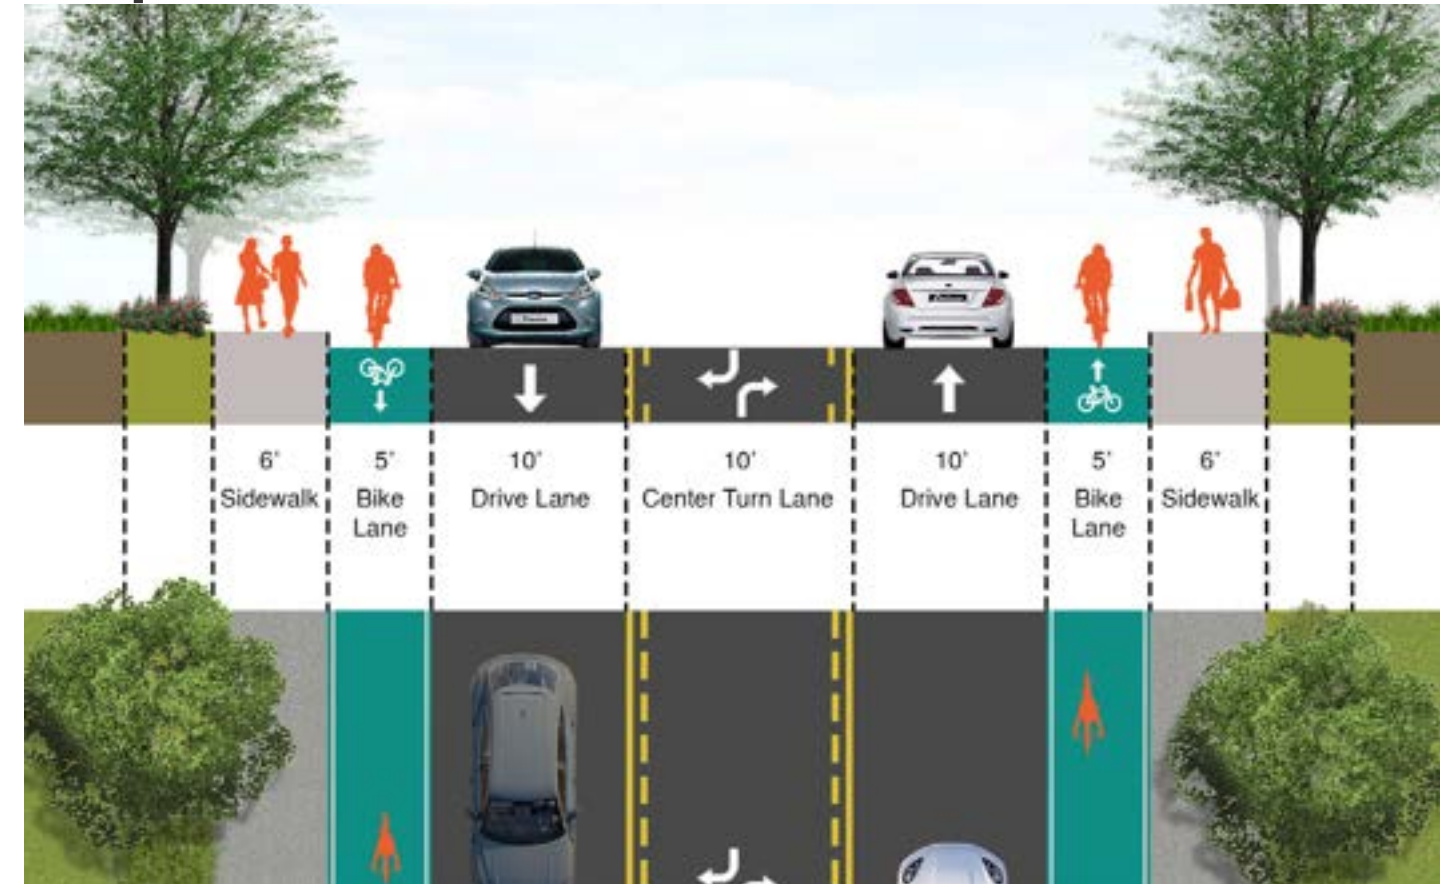 6'
5'
10'
10'
10'
5'
6'
Sidewalk
Bike
Lane
Drive Lane
Center Turn Lane
Drive Lane
Bike
Lane
Sidewalk